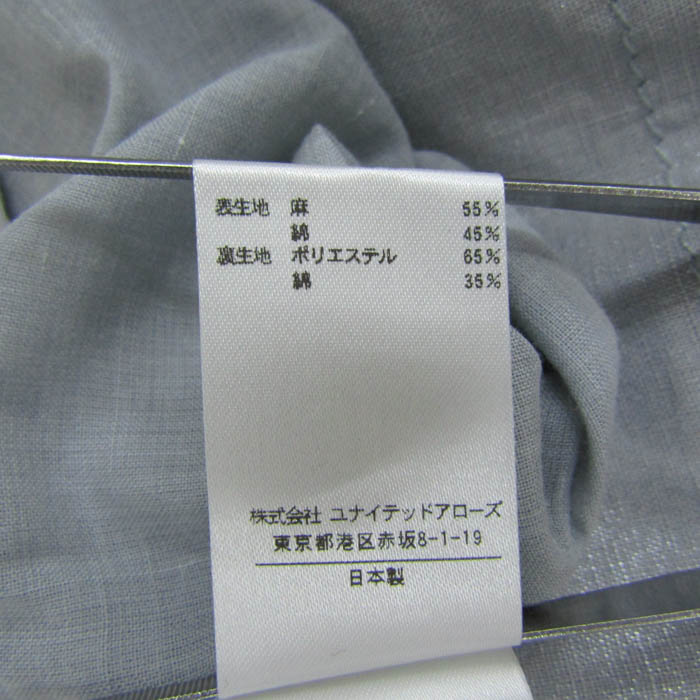 表生地 麻 55%
綿 45%
裏生地 ポリエステル 65%
綿 35%
株式会社 ユナイテッドアローズ
東京都港区赤坂8-1-19
日本製